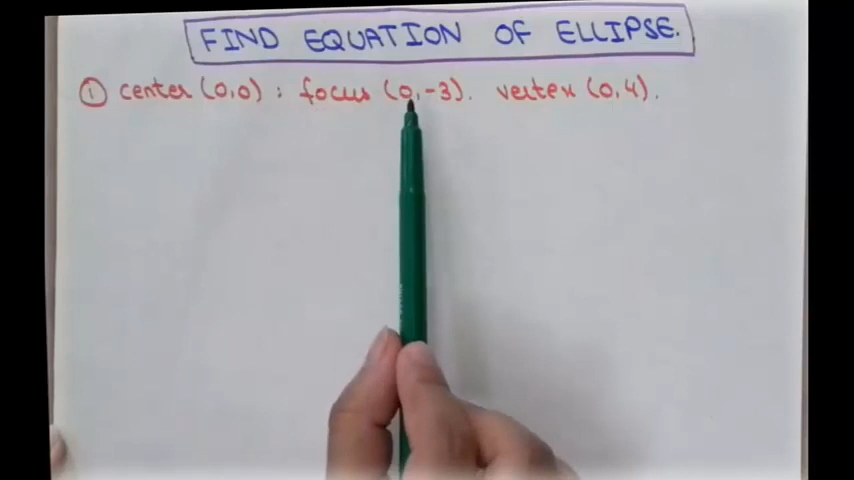 FIND EQUATION OF ELLIPSE.
① center (0,0) : focus (0,-3). vertex (0,4).